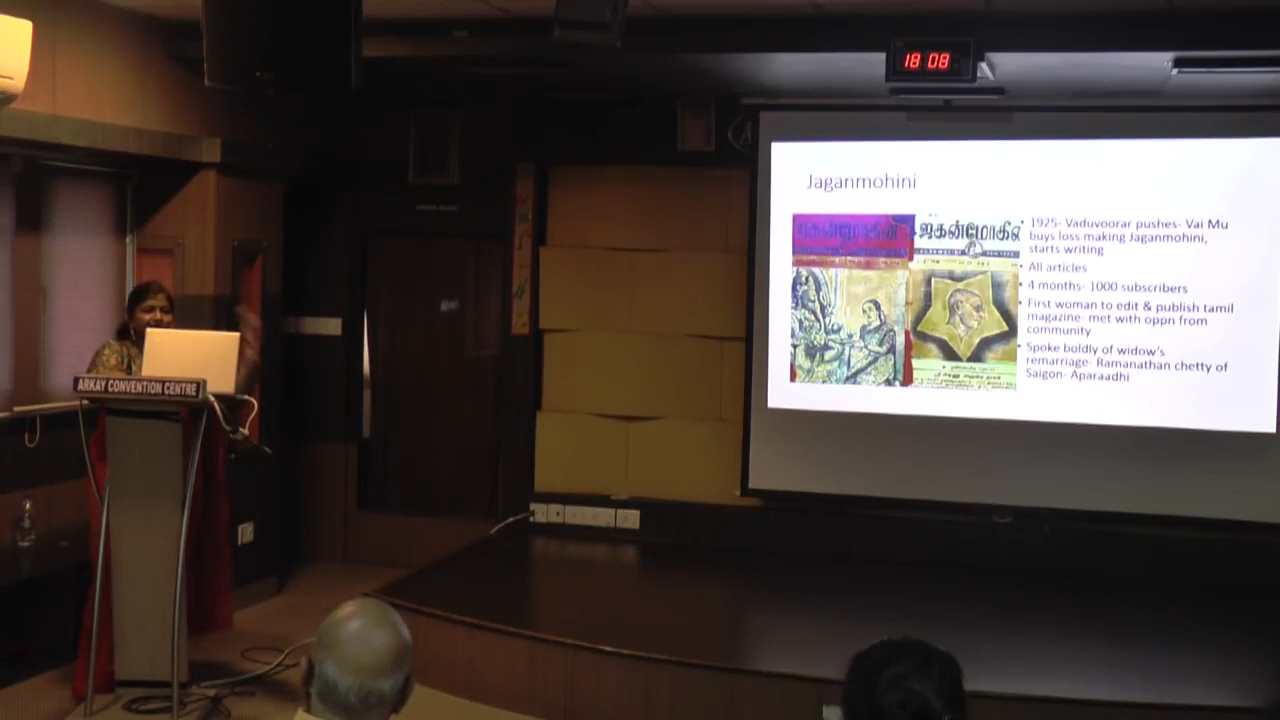 18 08
Jaganmohini
ஜகன்மோகினி
1925- Vaduvoorar pushes- Vai Mu
buys loss making Jaganmohini,
starts writing
All articles
4 months- 1000 subscribers
First woman to edit & publish tamil
magazine- met with oppn from
community
Spoke boldly of widow's
remarriage- Ramanathan chetty of
Saigon- Aparaadhi
ARKAY CONVENTION CENTRE